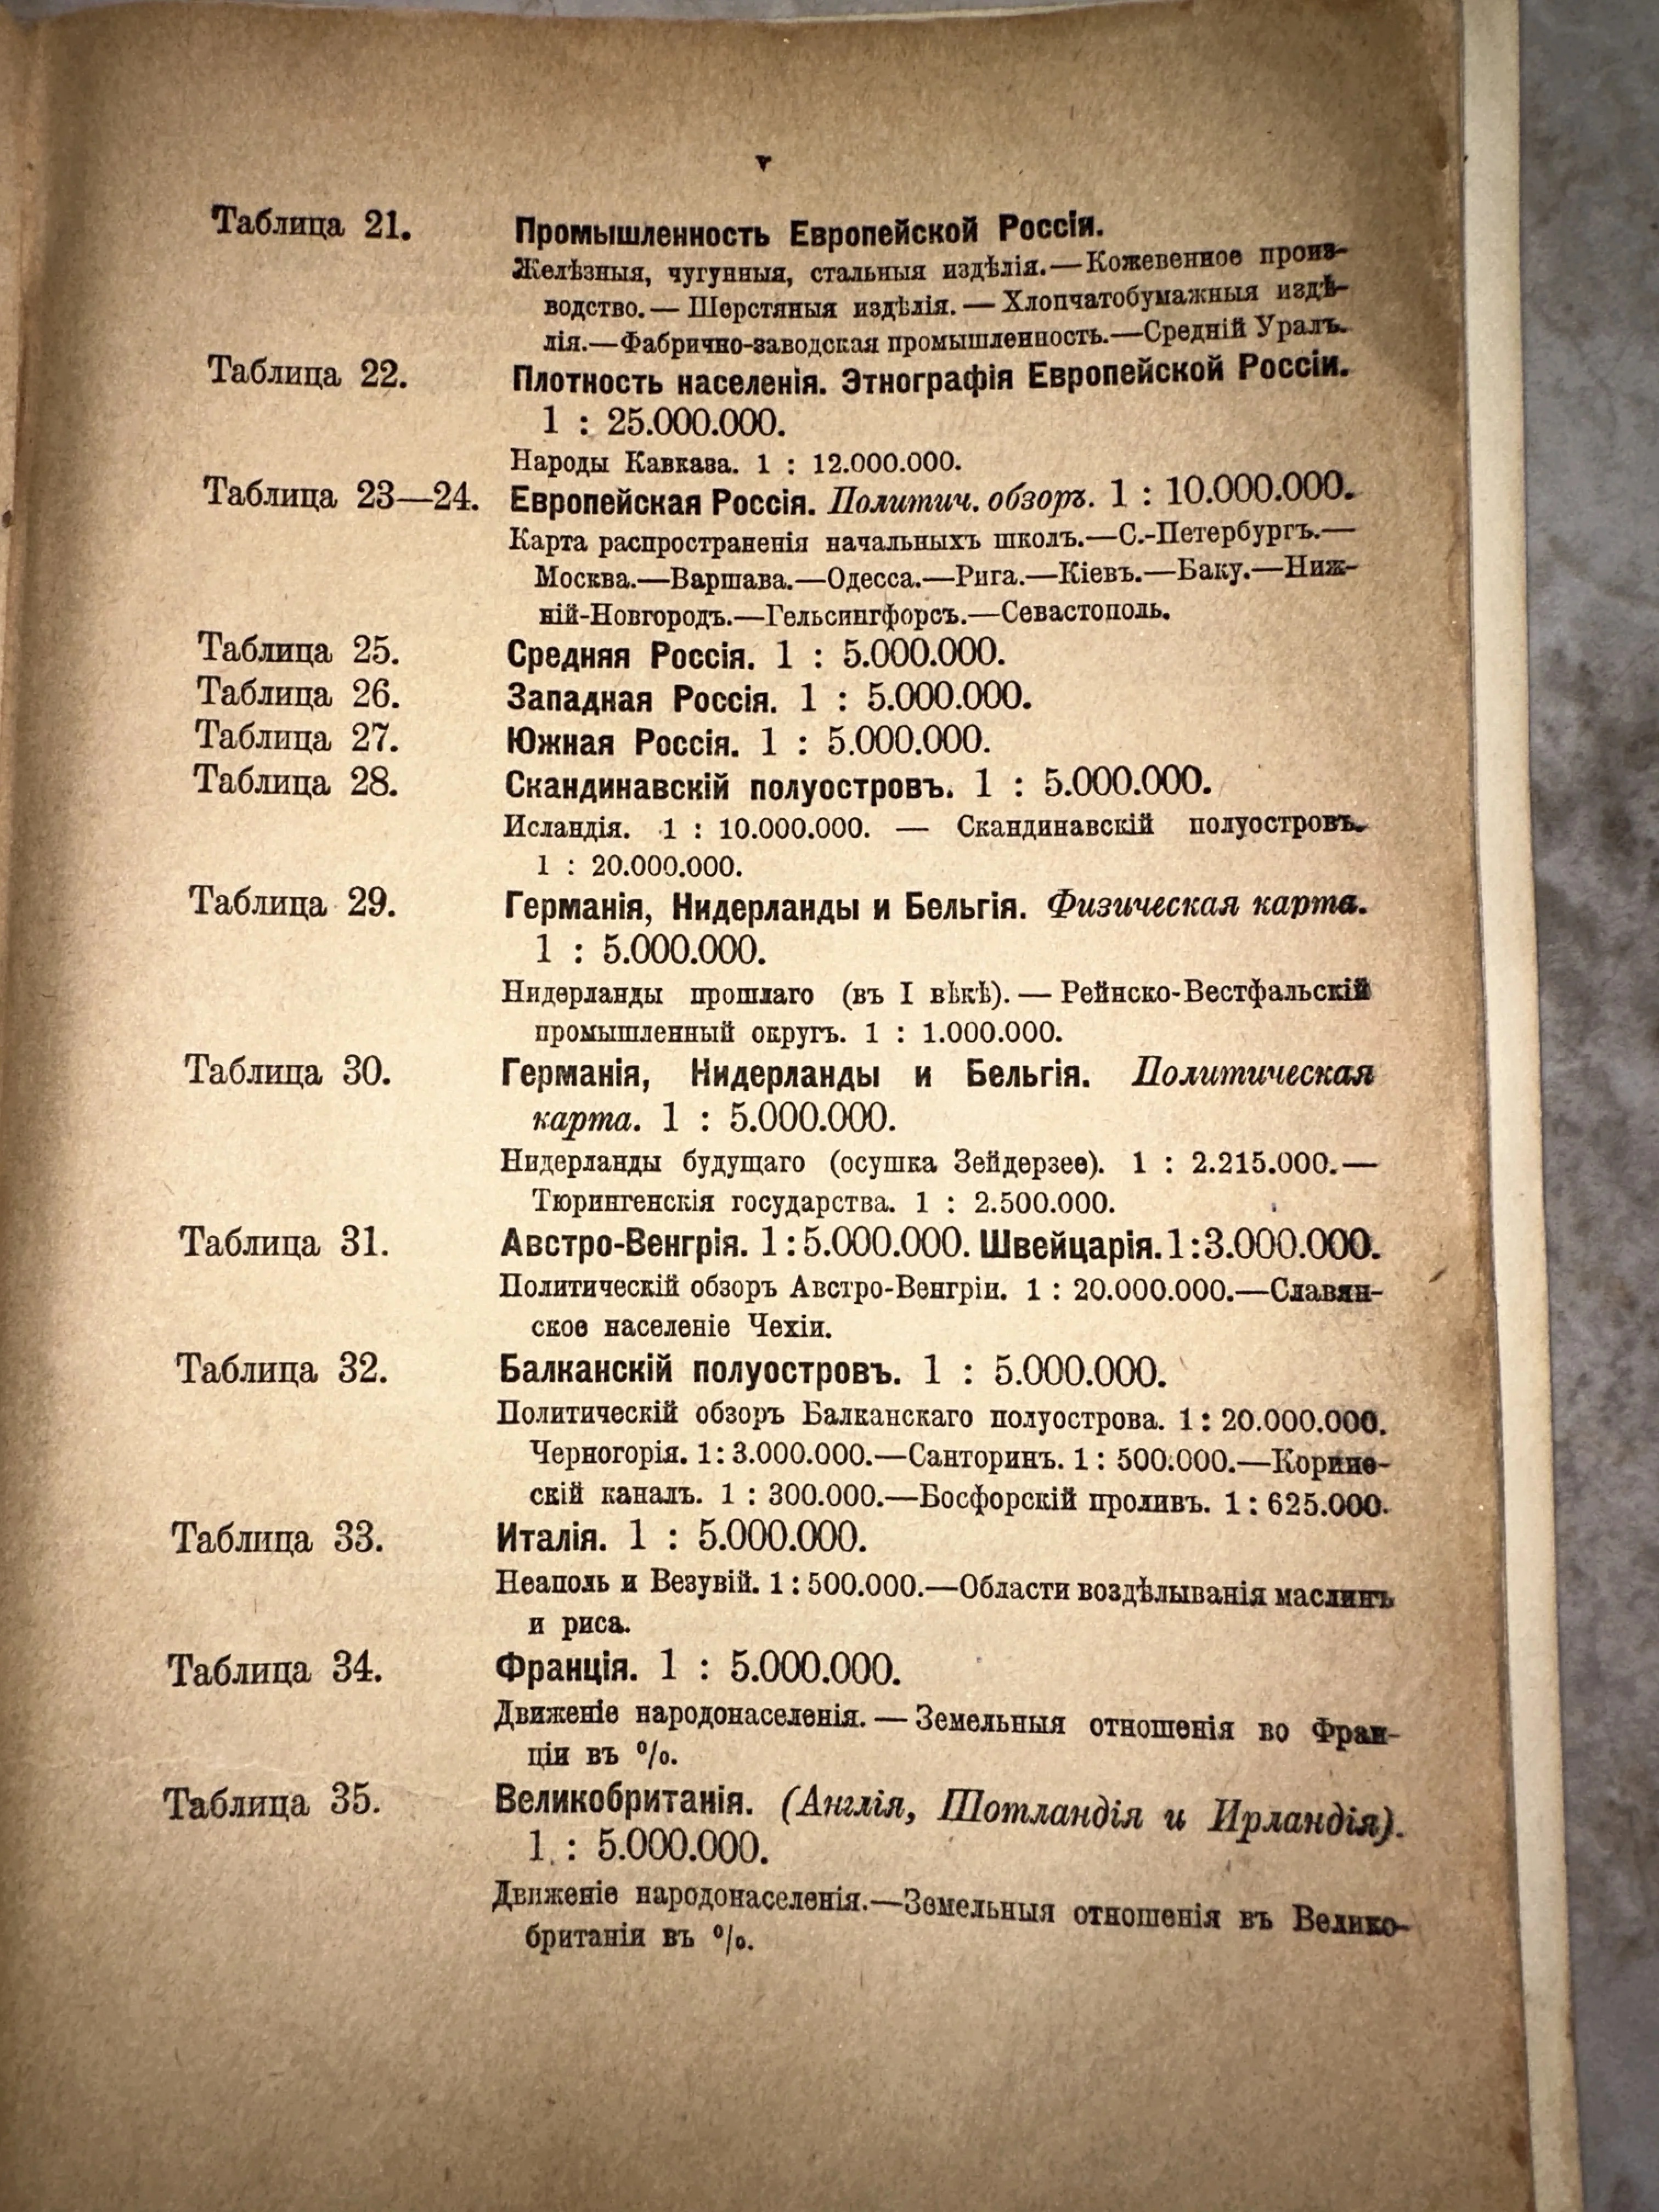 V
Таблица 21. Промышленность Европейской Россіи.
Желѣзныя, чугунныя, стальныя издѣлія.—Кожевенное произ-
водство.— Шерстяныя издѣлія. — Хлопчатобумажныя издѣ-
лія.—Фабрично-заводская промышленность.—Средній Уралъ.
Таблица 22. Плотность населенія. Этнографія Европейской Россіи.
1 : 25.000.000.
Народы Кавказа. 1 : 12.000.000.
Таблица 23—24. Европейская Россія. Политич. обзоръ. 1 : 10.000.000.
Карта распространенія начальныхъ школъ.—С.-Петербургъ.—
Москва.—Варшава.—Одесса.—Рига.—Кіевъ.—Баку.—Ниж-
ній-Новгородъ.—Гельсингфорсъ.—Севастополь.
Таблица 25. Средняя Россія. 1 : 5.000.000.
Таблица 26. Западная Россія. 1 : 5.000.000.
Таблица 27. Южная Россія. 1 : 5.000.000.
Таблица 28. Скандинавскій полуостровъ. 1 : 5.000.000.
Исландія. 1 : 10.000.000. — Скандинавскій полуостровъ.
1 : 20.000.000.
Таблица 29. Германія, Нидерланды и Бельгія. Физическая карта.
1 : 5.000.000.
Нидерланды прошлаго (въ I вѣкѣ). — Рейнско-Вестфальскій
промышленный округъ. 1 : 1.000.000.
Таблица 30. Германія, Нидерланды и Бельгія. Политическая
карта. 1 : 5.000.000.
Нидерланды будущаго (осушка Зейдерзее). 1 : 2.215.000.—
Тюрингенскія государства. 1 : 2.500.000.
Таблица 31. Австро-Венгрія. 1 : 5.000.000. Швейцарія. 1 : 3.000.000.
Политическій обзоръ Австро-Венгріи. 1 : 20.000.000.—Славян-
ское населеніе Чехіи.
Таблица 32. Балканскій полуостровъ. 1 : 5.000.000.
Политическій обзоръ Балканскаго полуострова. 1 : 20.000.000.
Черногорія. 1 : 3.000.000.—Санторинъ. 1 : 500.000.—Коринѳ-
скій каналъ. 1 : 300.000.—Босфорскій проливъ. 1 : 625.000.
Таблица 33. Италія. 1 : 5.000.000.
Неаполь и Везувій. 1 : 500.000.—Области воздѣлыванія маслинъ
и риса.
Таблица 34. Франція. 1 : 5.000.000.
Движеніе народонаселенія. — Земельныя отношенія во Фран-
ціи въ %.
Таблица 35. Великобританія. (Англія, Шотландія и Ирландія).
1 : 5.000.000.
Движеніе народонаселенія.—Земельныя отношенія въ Велико-
британіи въ %.